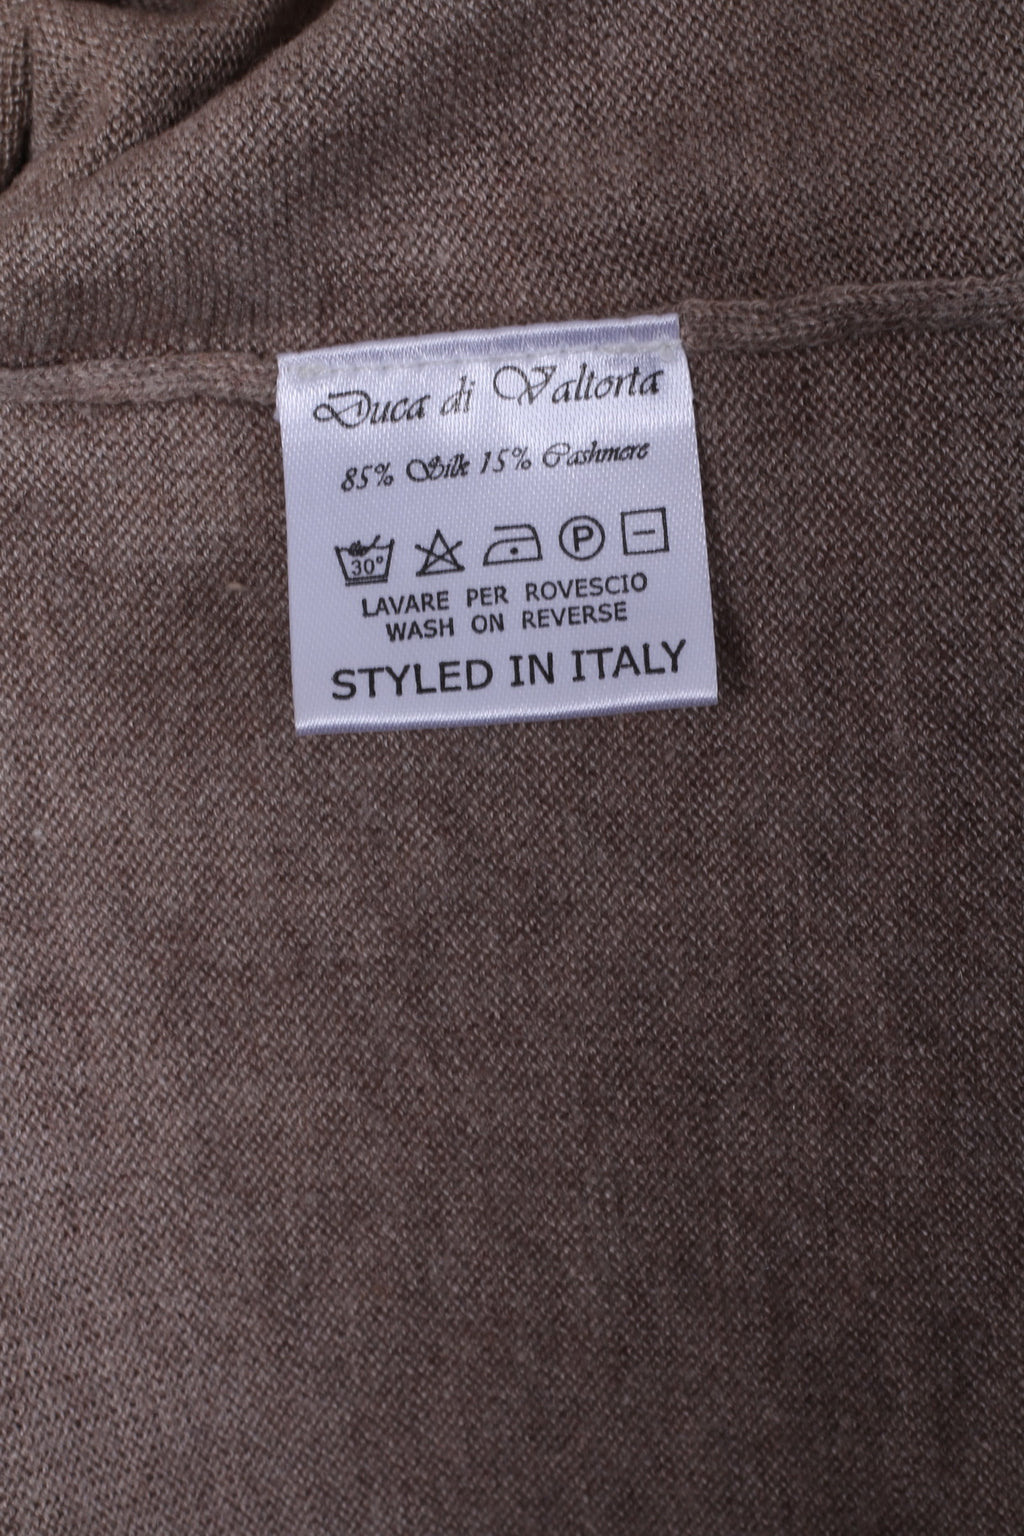 Duca di Valtorta
85% Silk 15% Cashmere
30° P
LAVARE PER ROVESCIO
WASH ON REVERSE
STYLED IN ITALY